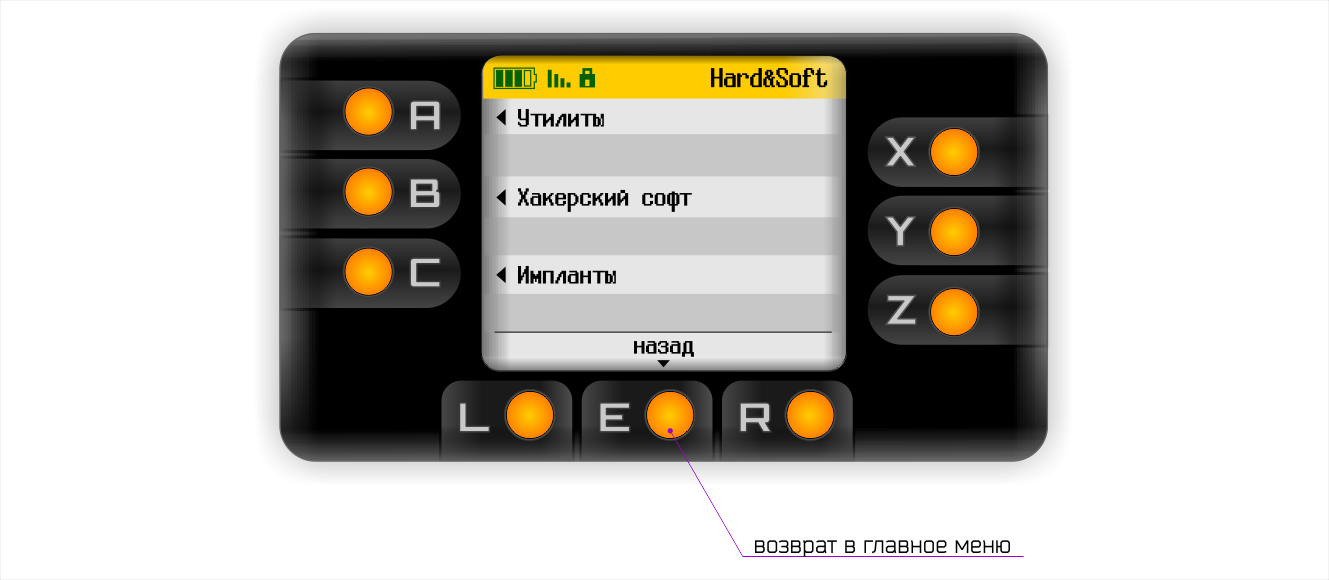 Hard&Soft
A
Утилиты
X
B
Хакерский софт
Y
C
Импланты
Z
назад
L
E
R
возврат в главное меню